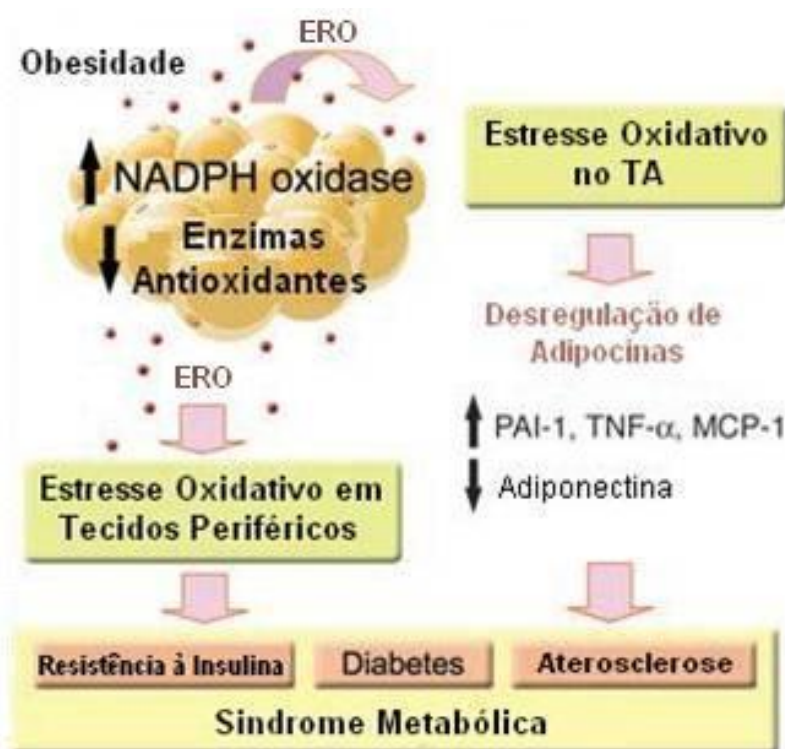 ERO
Obesidade
NADPH oxidase
Enzimas
Antioxidantes
ERO
Estresse Oxidativo em
Tecidos Periféricos
Estresse Oxidativo
no TA
Desregulação de
Adipocinas
PAI-1, TNF-α, MCP-1
Adiponectina
Resistência à Insulina
Diabetes
Aterosclerose
Sindrome Metabólica